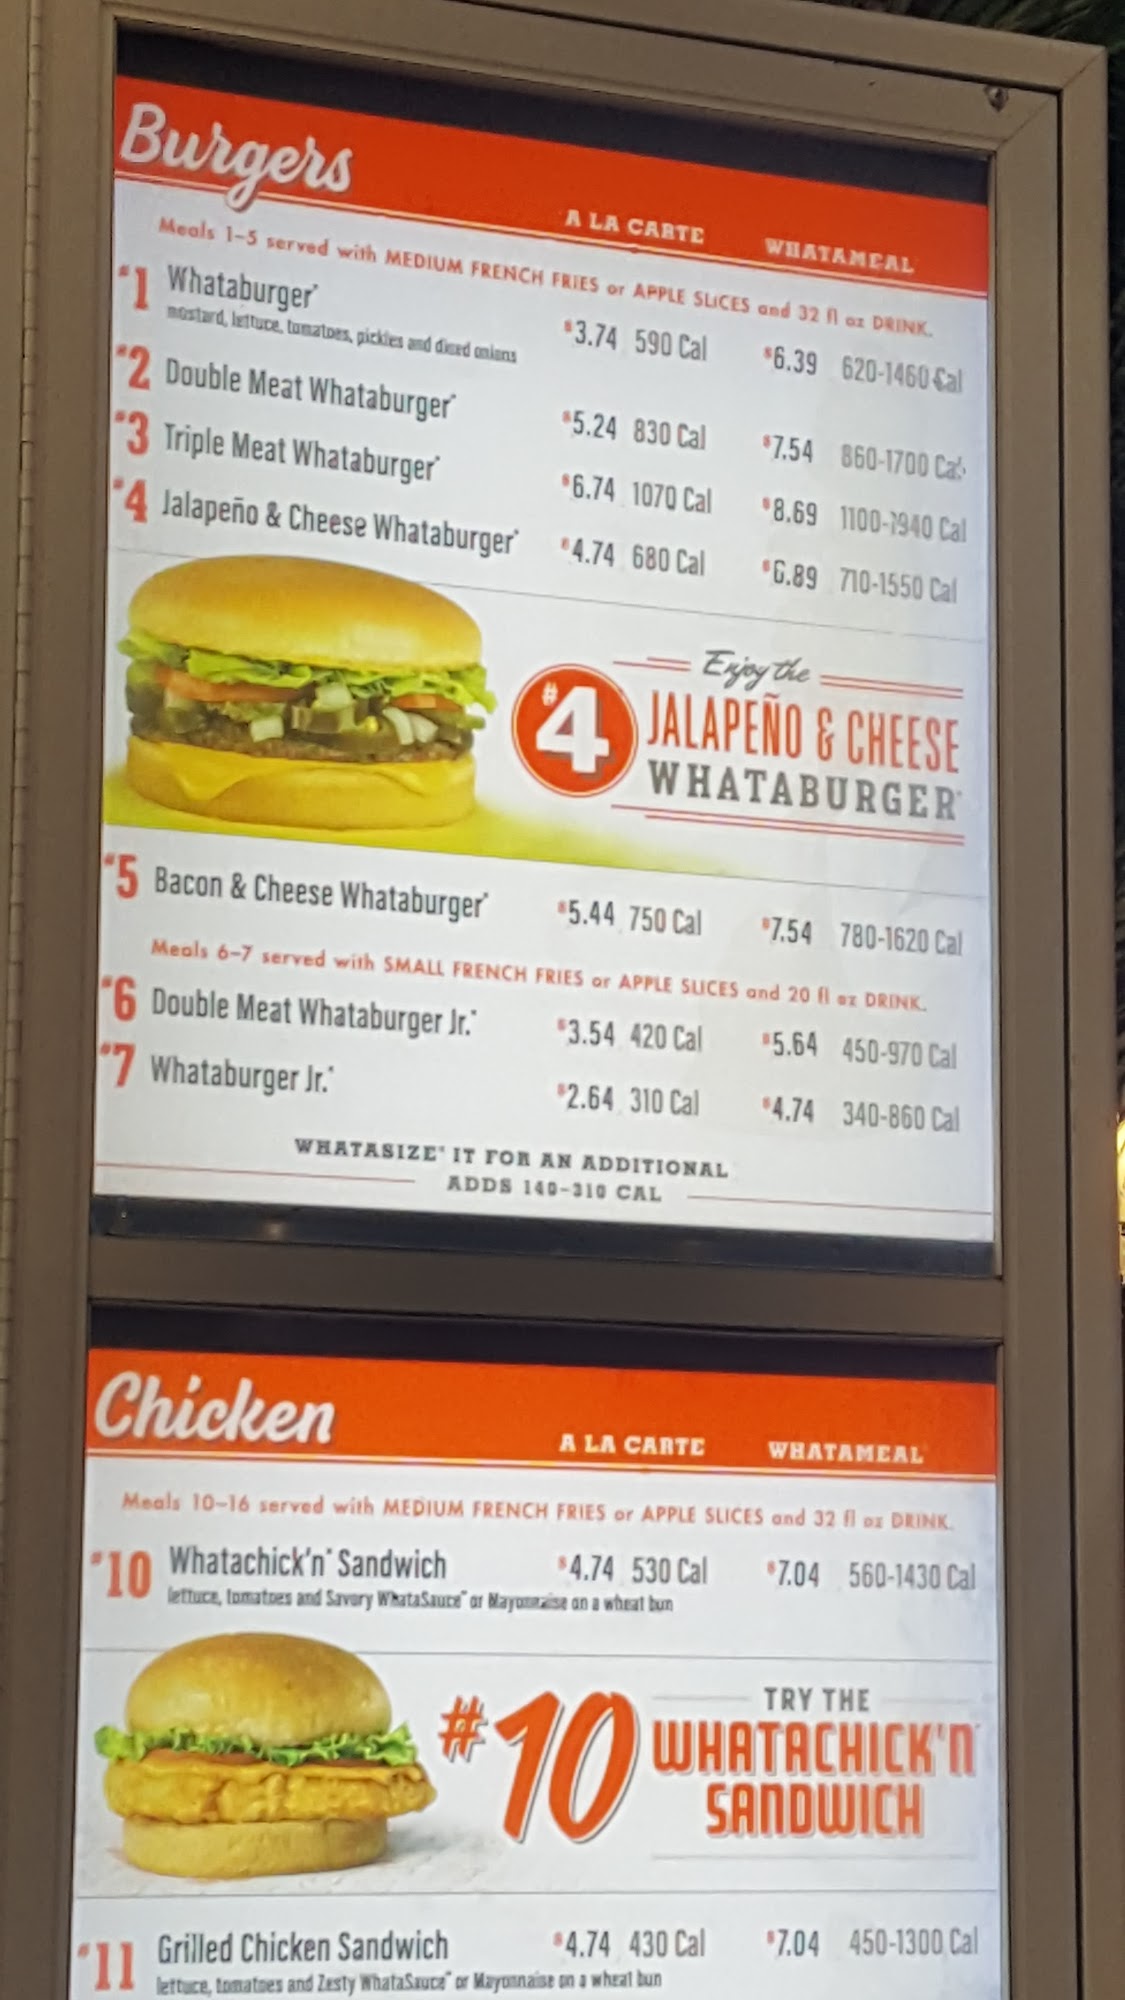 Burgers
A LA CARTE WHATAMEAL
Meals 1-5 served with MEDIUM FRENCH FRIES or APPLE SLICES and 32 fl oz DRINK.
#1 Whataburger® $3.74 590 Cal $6.39 620-1460 Cal
mustard, lettuce, tomatoes, pickles and diced onions
#2 Double Meat Whataburger® $5.24 830 Cal $7.54 860-1700 Cal
#3 Triple Meat Whataburger® $6.74 1070 Cal $8.69 1100-1940 Cal
#4 Jalapeño & Cheese Whataburger® $4.74 680 Cal $6.89 710-1550 Cal
Enjoy the
#4 JALAPEÑO & CHEESE
WHATABURGER®
#5 Bacon & Cheese Whataburger® $5.44 750 Cal $7.54 780-1620 Cal
Meals 6-7 served with SMALL FRENCH FRIES or APPLE SLICES and 20 fl oz DRINK.
#6 Double Meat Whataburger Jr.® $3.54 420 Cal $5.64 450-970 Cal
#7 Whataburger Jr.® $2.64 310 Cal $4.74 340-860 Cal
WHATASIZE® IT FOR AN ADDITIONAL
ADDS 140-310 CAL
Chicken
A LA CARTE WHATAMEAL
Meals 10-16 served with MEDIUM FRENCH FRIES or APPLE SLICES and 32 fl oz DRINK.
#10 Whatachick'n® Sandwich $4.74 530 Cal $7.04 560-1430 Cal
lettuce, tomatoes and Savory WhataSauce™ or Mayonnaise on a wheat bun
TRY THE
#10 WHATACHICK'N®
SANDWICH
#11 Grilled Chicken Sandwich $4.74 430 Cal $7.04 450-1300 Cal
lettuce, tomatoes and Zesty WhataSauce™ or Mayonnaise on a wheat bun